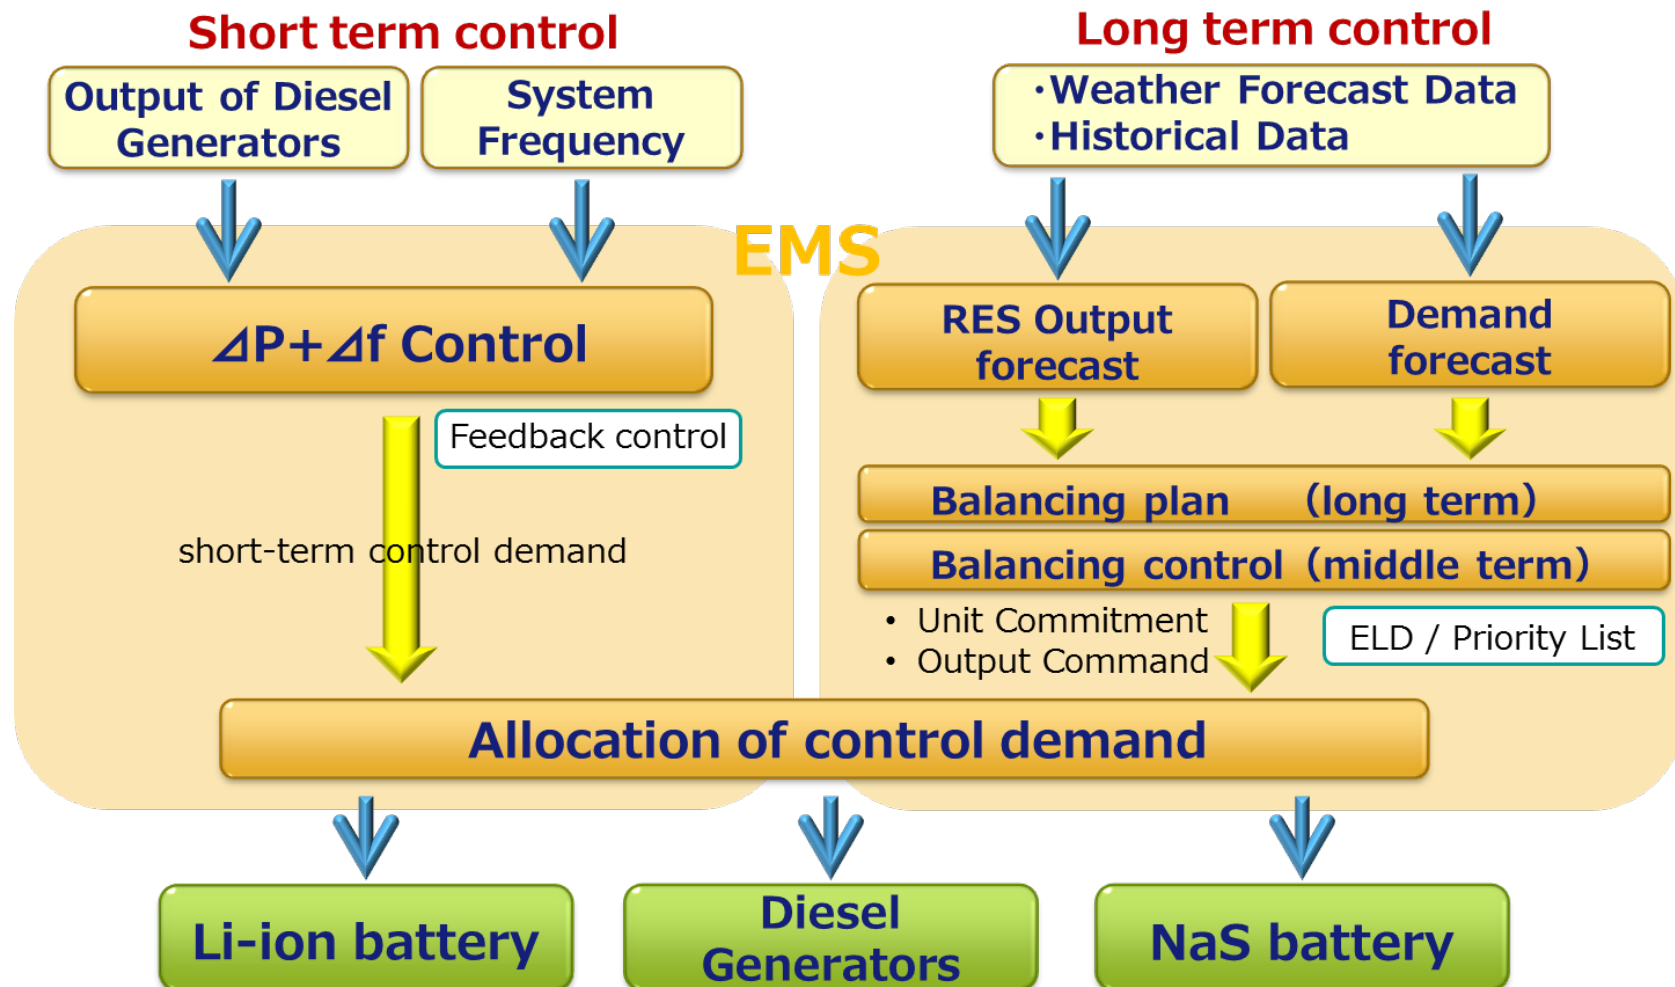 Short term control
Long term control
Output of Diesel
Generators
System
Frequency
・Weather Forecast Data
・Historical Data
EMS
⊿P+⊿f Control
RES Output
forecast
Demand
forecast
Feedback control
short-term control demand
Balancing plan （long term）
Balancing control（middle term）
• Unit Commitment
• Output Command
ELD / Priority List
Allocation of control demand
Li-ion battery
Diesel
Generators
NaS battery